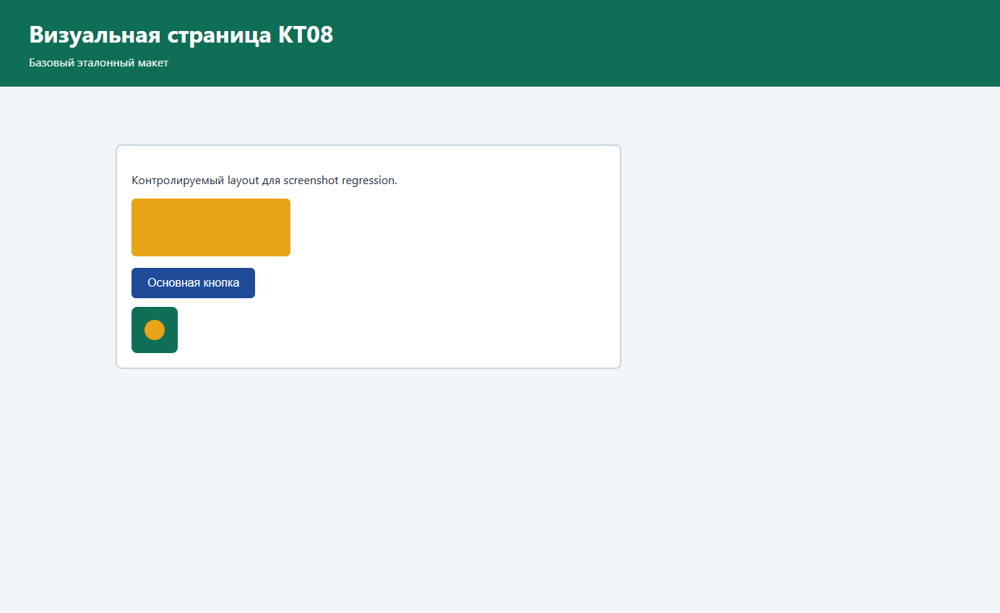 Визуальная страница КТ08
Базовый эталонный макет
Контролируемый layout для screenshot regression.
Основная кнопка